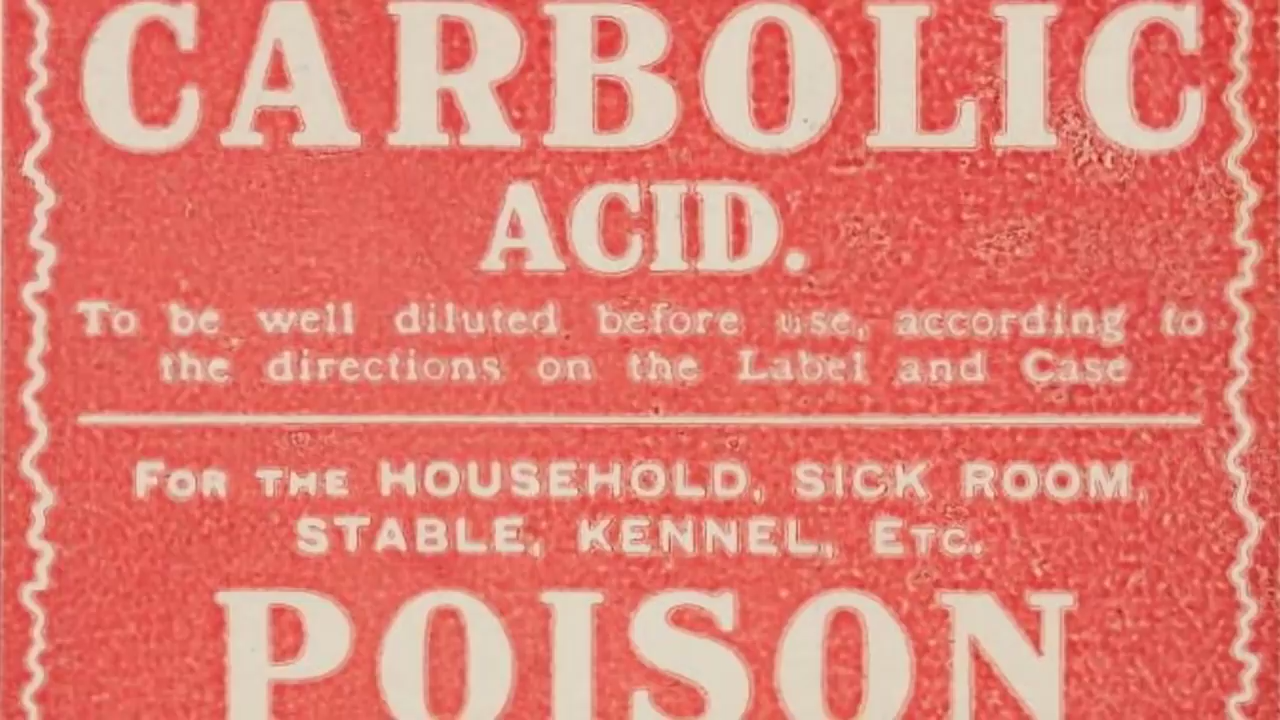 CARBOLIC
ACID.
To be well diluted before use, according to
the directions on the Label and Case
FOR THE HOUSEHOLD, SICK ROOM,
STABLE, KENNEL, ETC.
POISON